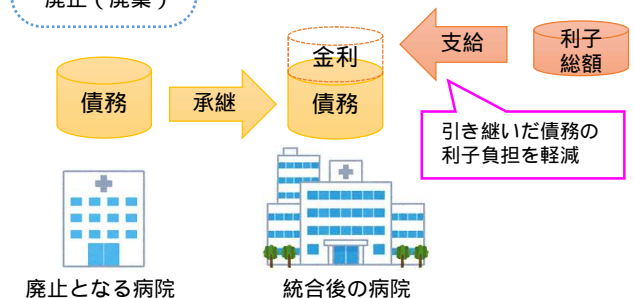 廃止(廃業)
支給
利子
総額
金利
債務
承継
債務
引き継いだ債務の
利子負担を軽減
廃止となる病院
統合後の病院